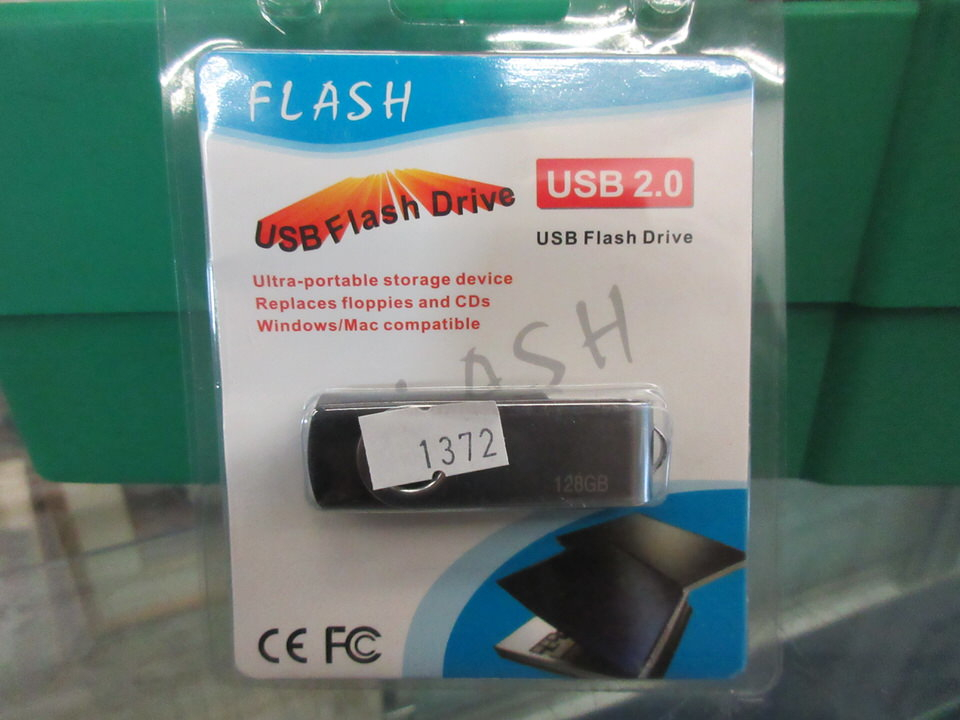 FLASH
USB Flash Drive
USB 2.0
USB Flash Drive
Ultra-portable storage device
Replaces floppies and CDs
Windows/Mac compatible
FLASH
1372
128GB
CE FC